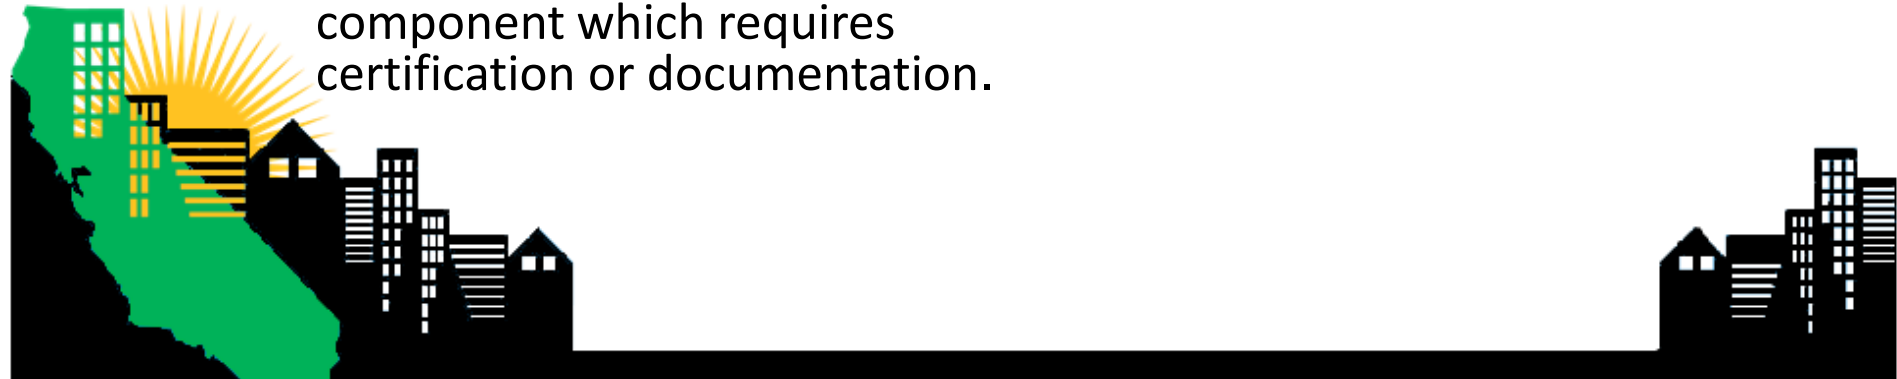 component which requires
certification or documentation.